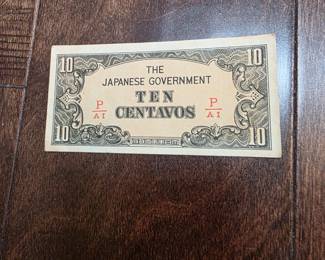 10 10
THE
JAPANESE GOVERNMENT
P TEN P
AI CENTAVOS AI
10 10